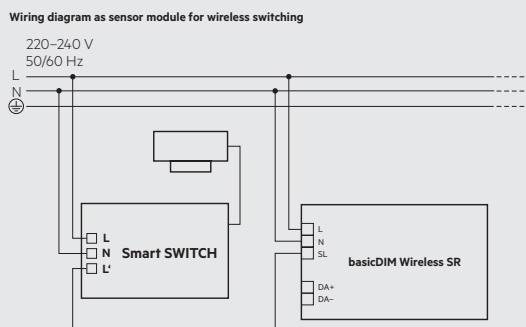 Wiring diagram as sensor module for wireless switching
220–240 V
50/60 Hz
L
N
L
N
L‘
Smart SWITCH
L
N
SL
DA+
DA–
basicDIM Wireless SR